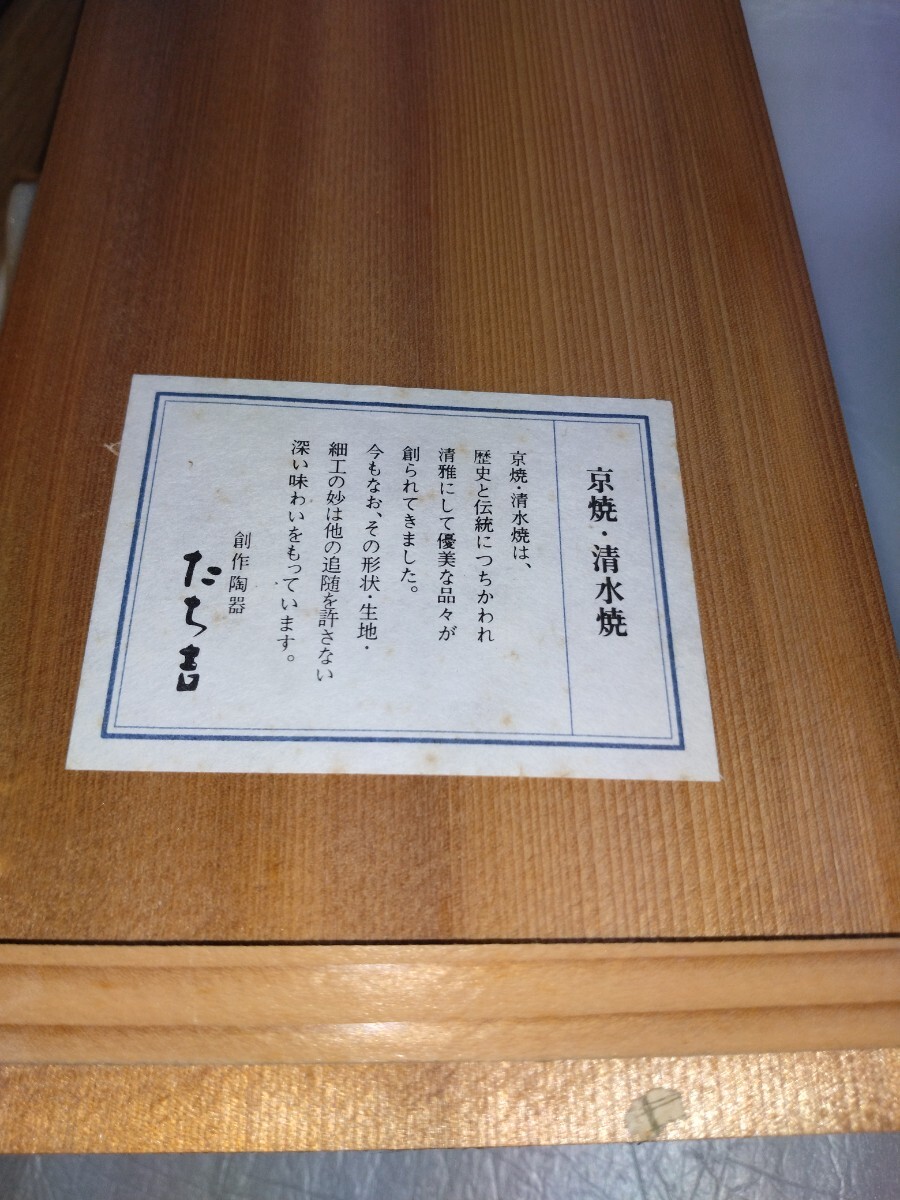 京焼・清水焼
京焼・清水焼は、
歴史と伝統につちかわれ
清雅にして優美な品々が
創られてきました。
今もなお、その形状・生地・
細工の妙は他の追随を許さない
深い味わいをもっています。
創作陶器
たち吉